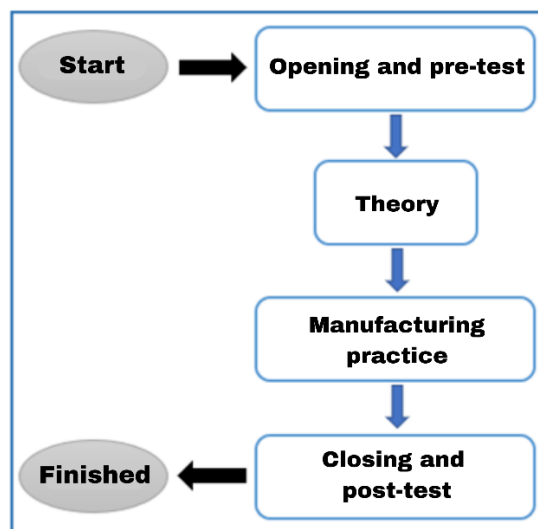 Start
Opening and pre-test
Theory
Manufacturing
practice
Closing and
post-test
Finished